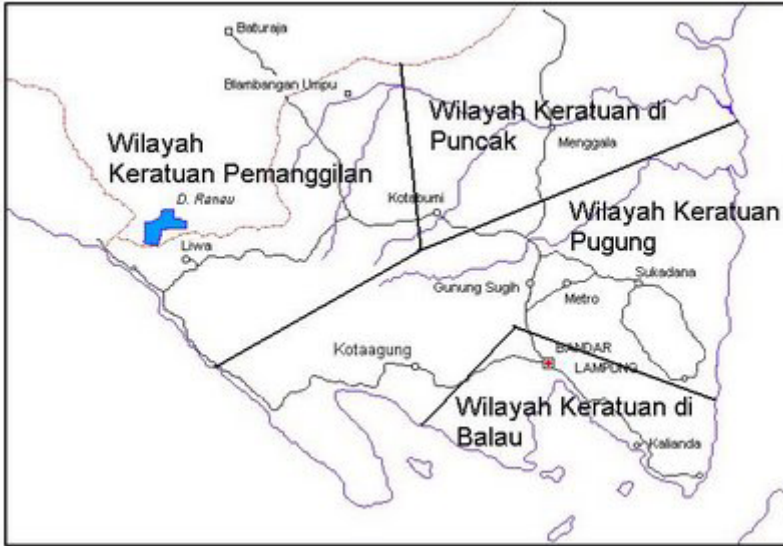 Baturaja
Blambangan Umpu
Wilayah Keratuan di
Puncak
Menggala
Wilayah
Keratuan Pemanggilan
D. Ranau
Kotabumi
Liwa
Wilayah Keratuan
Pugung
Sukadana
Gunung Sugih
Metro
BANDAR
LAMPUNG
Kotaagung
Wilayah Keratuan di
Balau
Kalianda